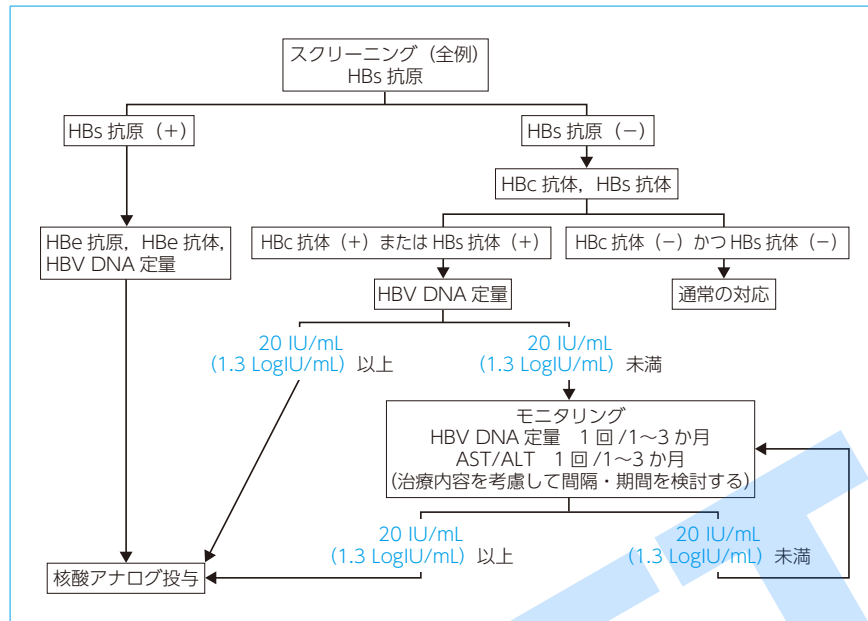 スクリーニング（全例）
HBs 抗原
HBs 抗原（＋）
HBs 抗原（－）
HBc 抗体，HBs 抗体
HBe 抗原，HBe 抗体，
HBV DNA 定量
HBc 抗体（＋）または HBs 抗体（＋）
HBc 抗体（－）かつ HBs 抗体（－）
HBV DNA 定量
通常の対応
20 IU/mL
（1.3 LogIU/mL）以上
20 IU/mL
（1.3 LogIU/mL）未満
モニタリング
HBV DNA 定量　1 回 /1～3 か月
AST/ALT　1 回 /1～3 か月
（治療内容を考慮して間隔・期間を検討する）
20 IU/mL
（1.3 LogIU/mL）以上
20 IU/mL
（1.3 LogIU/mL）未満
核酸アナログ投与